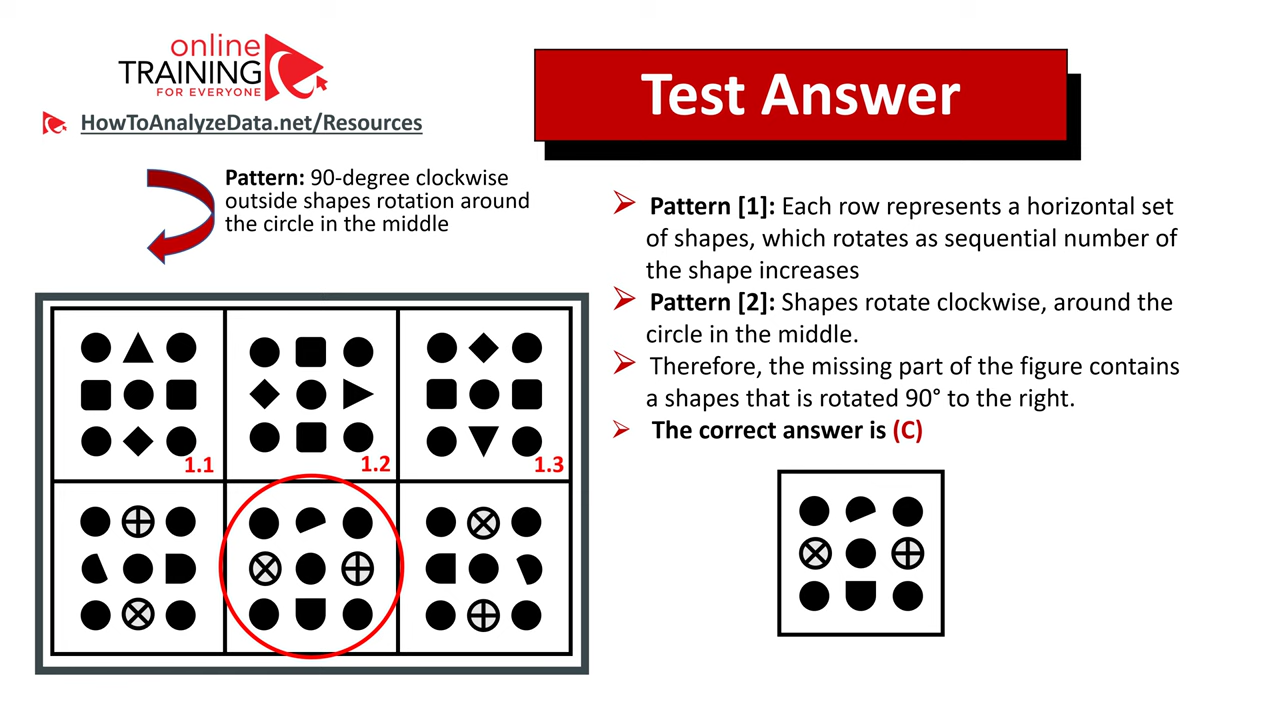 online
TRAINING
FOR EVERYONE
HowToAnalyzeData.net/Resources
Test Answer
Pattern: 90-degree clockwise
outside shapes rotation around
the circle in the middle
Pattern [1]: Each row represents a horizontal set
of shapes, which rotates as sequential number of
the shape increases
Pattern [2]: Shapes rotate clockwise, around the
circle in the middle.
Therefore, the missing part of the figure contains
a shapes that is rotated 90° to the right.
The correct answer is (C)
1.1
1.2
1.3